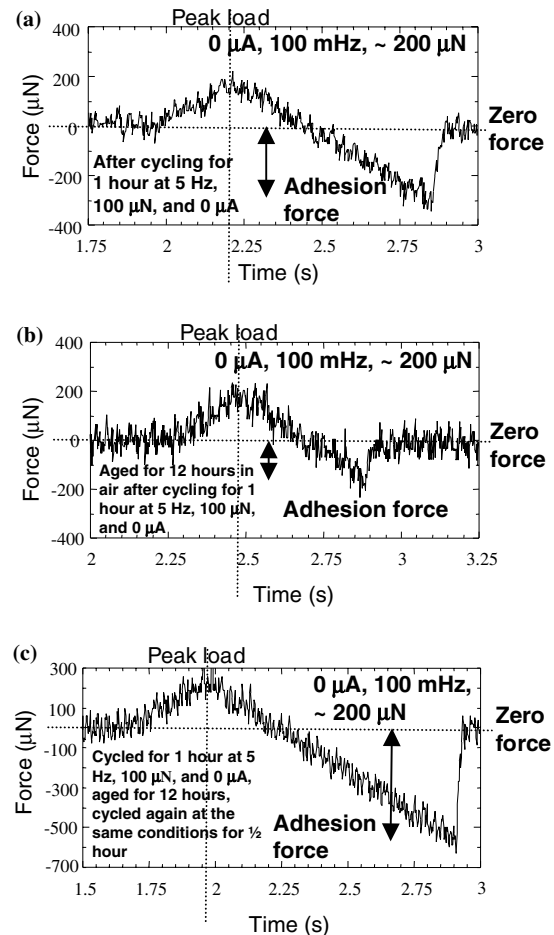 (a)
Peak load
0 µA, 100 mHz, ~ 200 µN
400
200
0
-200
-400
Force (µN)
Zero
force
After cycling for
1 hour at 5 Hz,
100 µN, and 0 µA
Adhesion
force
1.75
2
2.25
2.5
2.75
3
Time (s)
(b)
Peak load
0 µA, 100 mHz, ~ 200 µN
400
200
0
-200
-400
Force (µN)
Zero
force
Aged for 12 hours in
air after cycling for 1
hour at 5 Hz, 100 µN,
and 0 µA
Adhesion force
2
2.25
2.5
2.75
3
3.25
Time (s)
(c)
Peak load
0 µA, 100 mHz,
~ 200 µN
300
100
-100
-300
-500
-700
Force (µN)
Zero
force
Cycled for 1 hour at 5
Hz, 100 µN, and 0 µA,
aged for 12 hours,
cycled again at the
same conditions for ½
hour
Adhesion
force
1.5
1.75
2
2.25
2.5
2.75
3
Time (s)